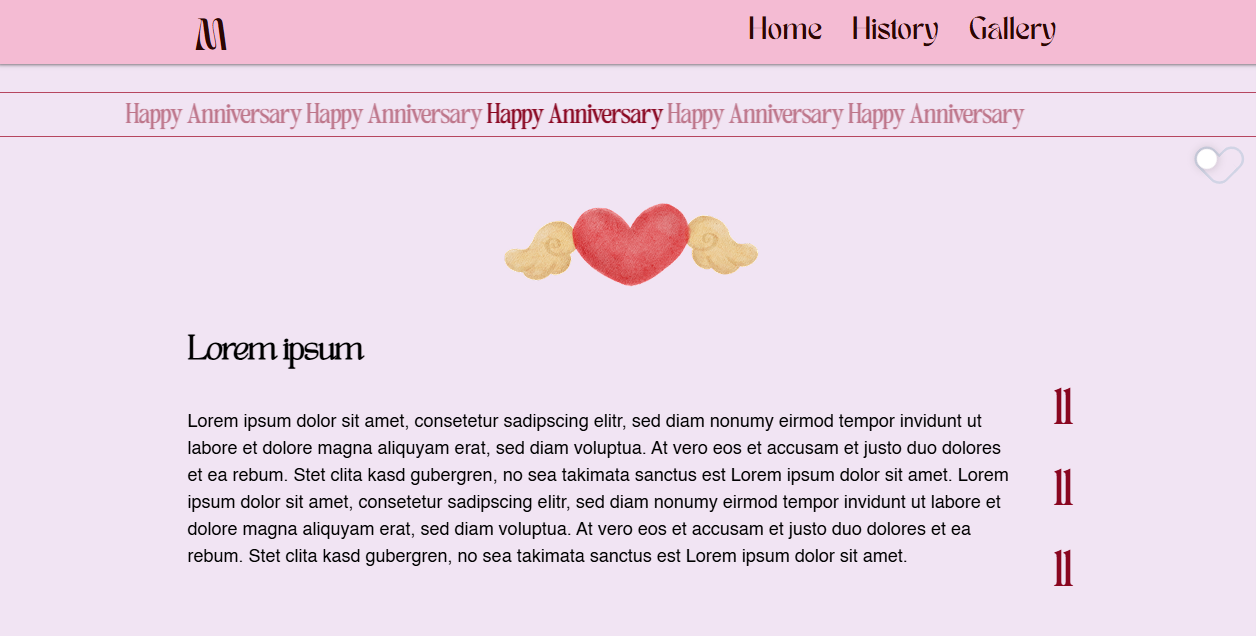 M
Home History Gallery
Happy Anniversary Happy Anniversary Happy Anniversary Happy Anniversary Happy Anniversary
Lorem ipsum
Lorem ipsum dolor sit amet, consetetur sadipscing elitr, sed diam nonumy eirmod tempor invidunt ut
labore et dolore magna aliquyam erat, sed diam voluptua. At vero eos et accusam et justo duo dolores
et ea rebum. Stet clita kasd gubergren, no sea takimata sanctus est Lorem ipsum dolor sit amet. Lorem
ipsum dolor sit amet, consetetur sadipscing elitr, sed diam nonumy eirmod tempor invidunt ut labore et
dolore magna aliquyam erat, sed diam voluptua. At vero eos et accusam et justo duo dolores et ea
rebum. Stet clita kasd gubergren, no sea takimata sanctus est Lorem ipsum dolor sit amet.
11
11
11